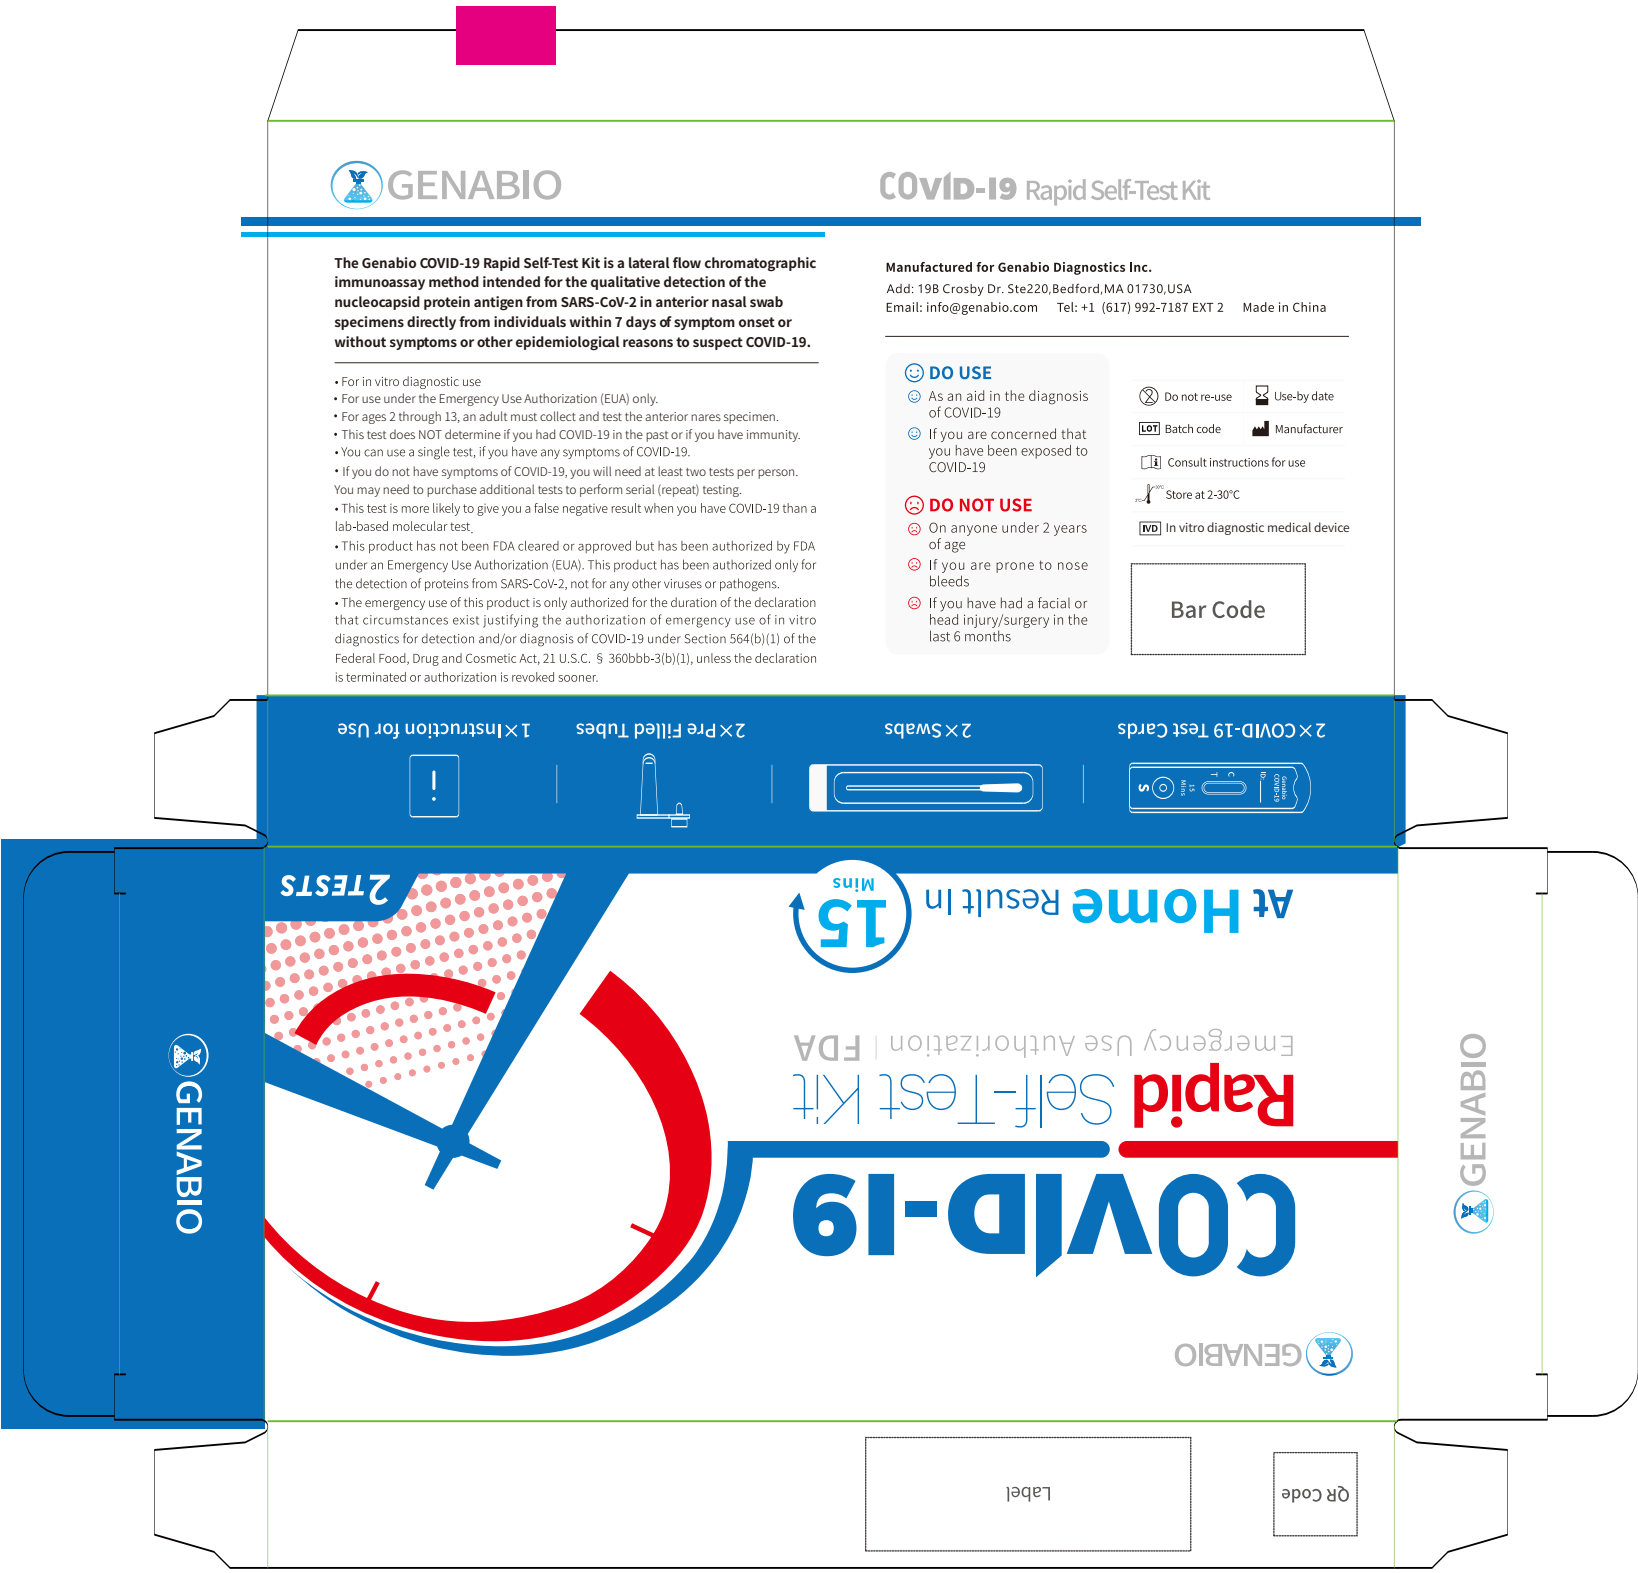 GENABIO
COVID-19 Rapid Self-Test Kit
The Genabio COVID-19 Rapid Self-Test Kit is a lateral flow chromatographic
immunoassay method intended for the qualitative detection of the
nucleocapsid protein antigen from SARS-CoV-2 in anterior nasal swab
specimens directly from individuals within 7 days of symptom onset or
without symptoms or other epidemiological reasons to suspect COVID-19.
• For in vitro diagnostic use
• For use under the Emergency Use Authorization (EUA) only.
• For ages 2 through 13, an adult must collect and test the anterior nares specimen.
• This test does NOT determine if you had COVID-19 in the past or if you have immunity.
• You can use a single test, if you have any symptoms of COVID-19.
• If you do not have symptoms of COVID-19, you will need at least two tests per person.
You may need to purchase additional tests to perform serial (repeat) testing.
• This test is more likely to give you a false negative result when you have COVID-19 than a
lab-based molecular test.
• This product has not been FDA cleared or approved but has been authorized by FDA
under an Emergency Use Authorization (EUA). This product has been authorized only for
the detection of proteins from SARS-CoV-2, not for any other viruses or pathogens.
• The emergency use of this product is only authorized for the duration of the declaration
that circumstances exist justifying the authorization of emergency use of in vitro
diagnostics for detection and/or diagnosis of COVID-19 under Section 564(b)(1) of the
Federal Food, Drug and Cosmetic Act, 21 U.S.C. § 360bbb-3(b)(1), unless the declaration
is terminated or authorization is revoked sooner.
Manufactured for Genabio Diagnostics Inc.
Add: 19B Crosby Dr. Ste220,Bedford,MA 01730,USA
Email: info@genabio.com Tel: +1 (617) 992-7187 EXT 2 Made in China
DO USE
As an aid in the diagnosis
of COVID-19
If you are concerned that
you have been exposed to
COVID-19
DO NOT USE
On anyone under 2 years
of age
If you are prone to nose
bleeds
If you have had a facial or
head injury/surgery in the
last 6 months
Do not re-use
Use-by date
LOT Batch code
Manufacturer
Consult instructions for use
2°C 30°C Store at 2-30°C
IVD In vitro diagnostic medical device
Bar Code
2×COVID-19 Test Cards
2×Swabs
2×Pre Filled Tubes
1×Instruction for Use
Genabio
COVID-19
ID:
C
T
15
Mins
S
GENABIO
COVID-19
Rapid Self-Test Kit
Emergency Use Authorization | FDA
At Home Result In
15
Mins
2 TESTS
GENABIO
GENABIO
Label
QR Code